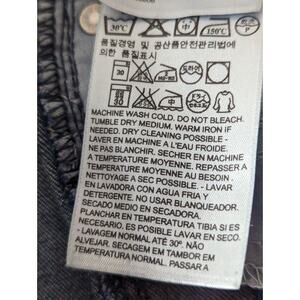 30℃ 中 150℃ P
품질경영 및 공산품안전관리법에
의한 품질표시
30
30 中
MACHINE WASH COLD. DO NOT BLEACH.
TUMBLE DRY MEDIUM. WARM IRON IF
NEEDED. DRY CLEANING POSSIBLE -
LAVER EN MACHINE A L'EAU FROIDE.
NE PAS BLANCHIR. SECHER EN MACHINE
TEMPERATURE MOYENNE. REPASSER A
TEMPERATURE MOYENNE AU BESOIN.
NETTOYAGE A SEC POSSIBLE - LAVAR
EN LAVADORA CON AGUA FRIA Y
DETERGENTE. NO USAR BLANQUEADOR.
SECADO MEDIO EN SECADORA.
PLANCHAR EN TEMPERATURA TIBIA SI ES
NECESARIO. ES POSIBLE LAVAR EN SECO.
- LAVAGEM NORMAL ATÉ 30º. NÃO
ALVEJAR. SECAGEM EM TAMBOR EM
TEMPERATURA NORMAL. PASSAR A